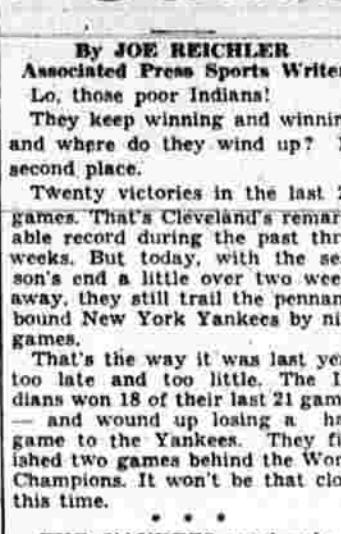 By JOE REICHLER
Associated Press Sports Write
Lo, those poor Indians!
They keep winning and winnin
and where do they wind up?
second place.
Twenty victories in the last 2
games. That's Cleveland's remar
able record during the past thr
weeks. But today, with the se
son's end a little over two wee
away, they still trail the pennan
bound New York Yankees by ni
games.
That's the way it was last ye
too late and too little. The I
dians won 18 of their last 21 gam
— and wound up losing a ha
game to the Yankees. They fi
ished two games behind the Wor
Champions. It won't be that clo
this time.
* * *